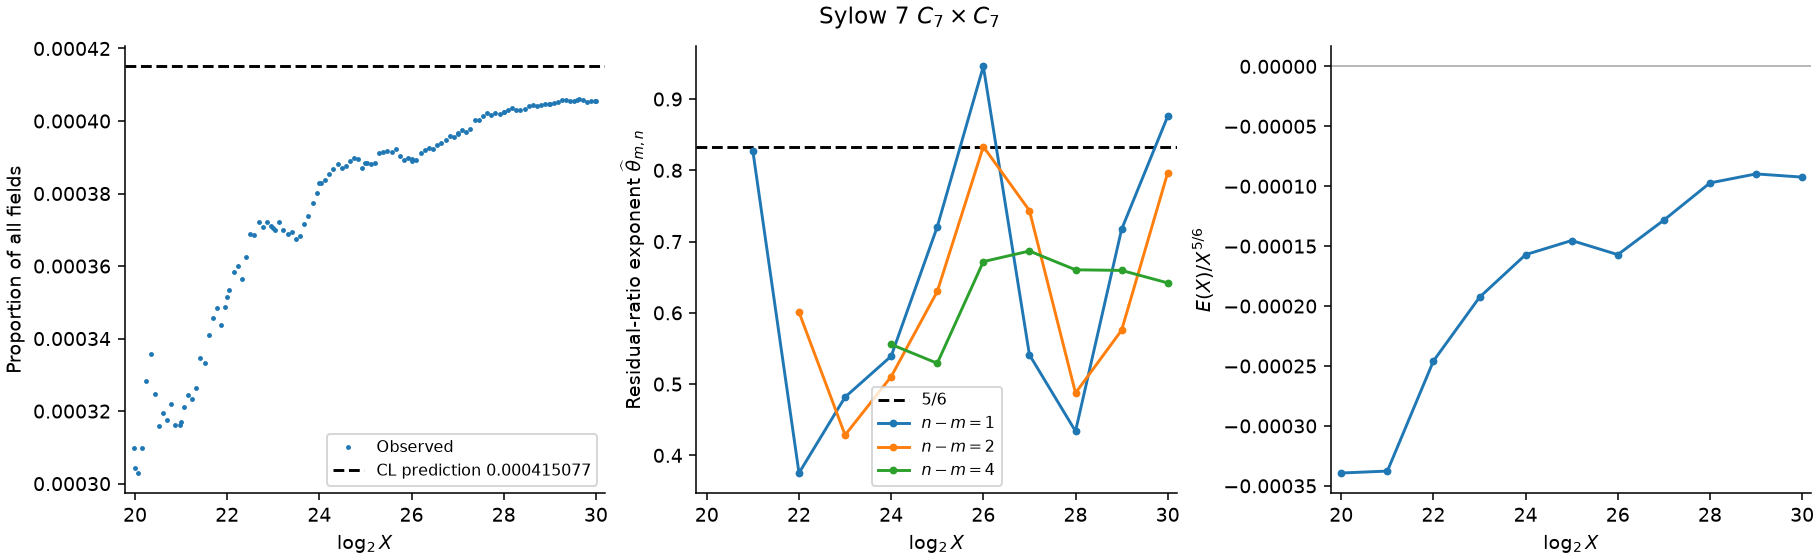 Sylow 7 C₇ × C₇
Proportion of all fields
0.00042
0.00040
0.00038
0.00036
0.00034
0.00032
0.00030
Observed
CL prediction 0.000415077
20 22 24 26 28 30
log₂ X
Residual-ratio exponent θ̂ₘ,ₙ
0.9
0.8
0.7
0.6
0.5
0.4
5/6
n − m = 1
n − m = 2
n − m = 4
20 22 24 26 28 30
log₂ X
E(X)/X⁵ᐟ⁶
0.00000
−0.00005
−0.00010
−0.00015
−0.00020
−0.00025
−0.00030
−0.00035
20 22 24 26 28 30
log₂ X